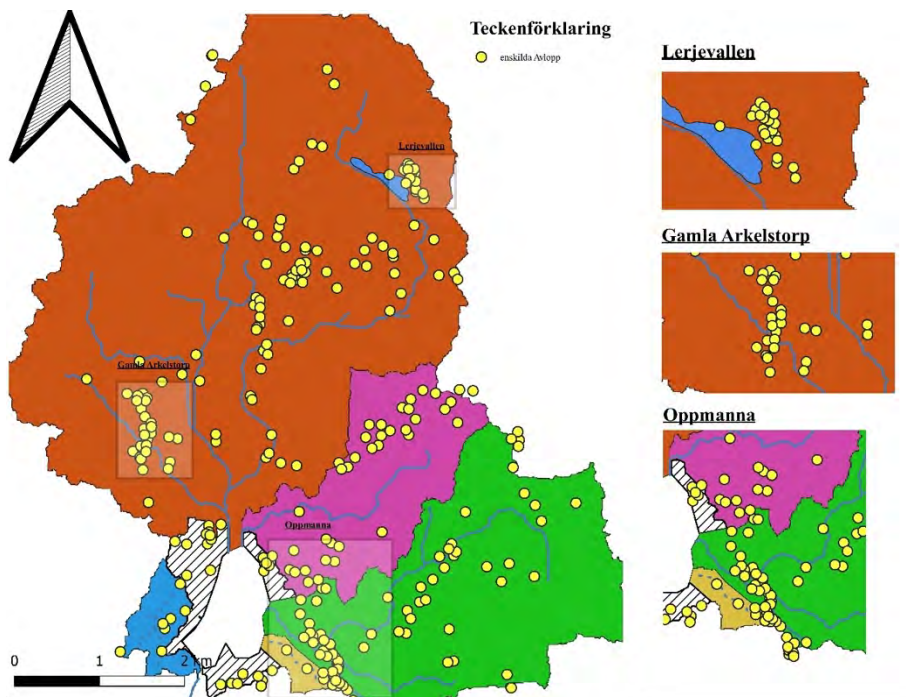 Teckenförklaring
enskilda Avlopp
Lerjevallen
Lerjevallen
Gamla Arkelstorp
Gamla Arkelstorp
Oppmanna
Oppmanna
0 1 2 km